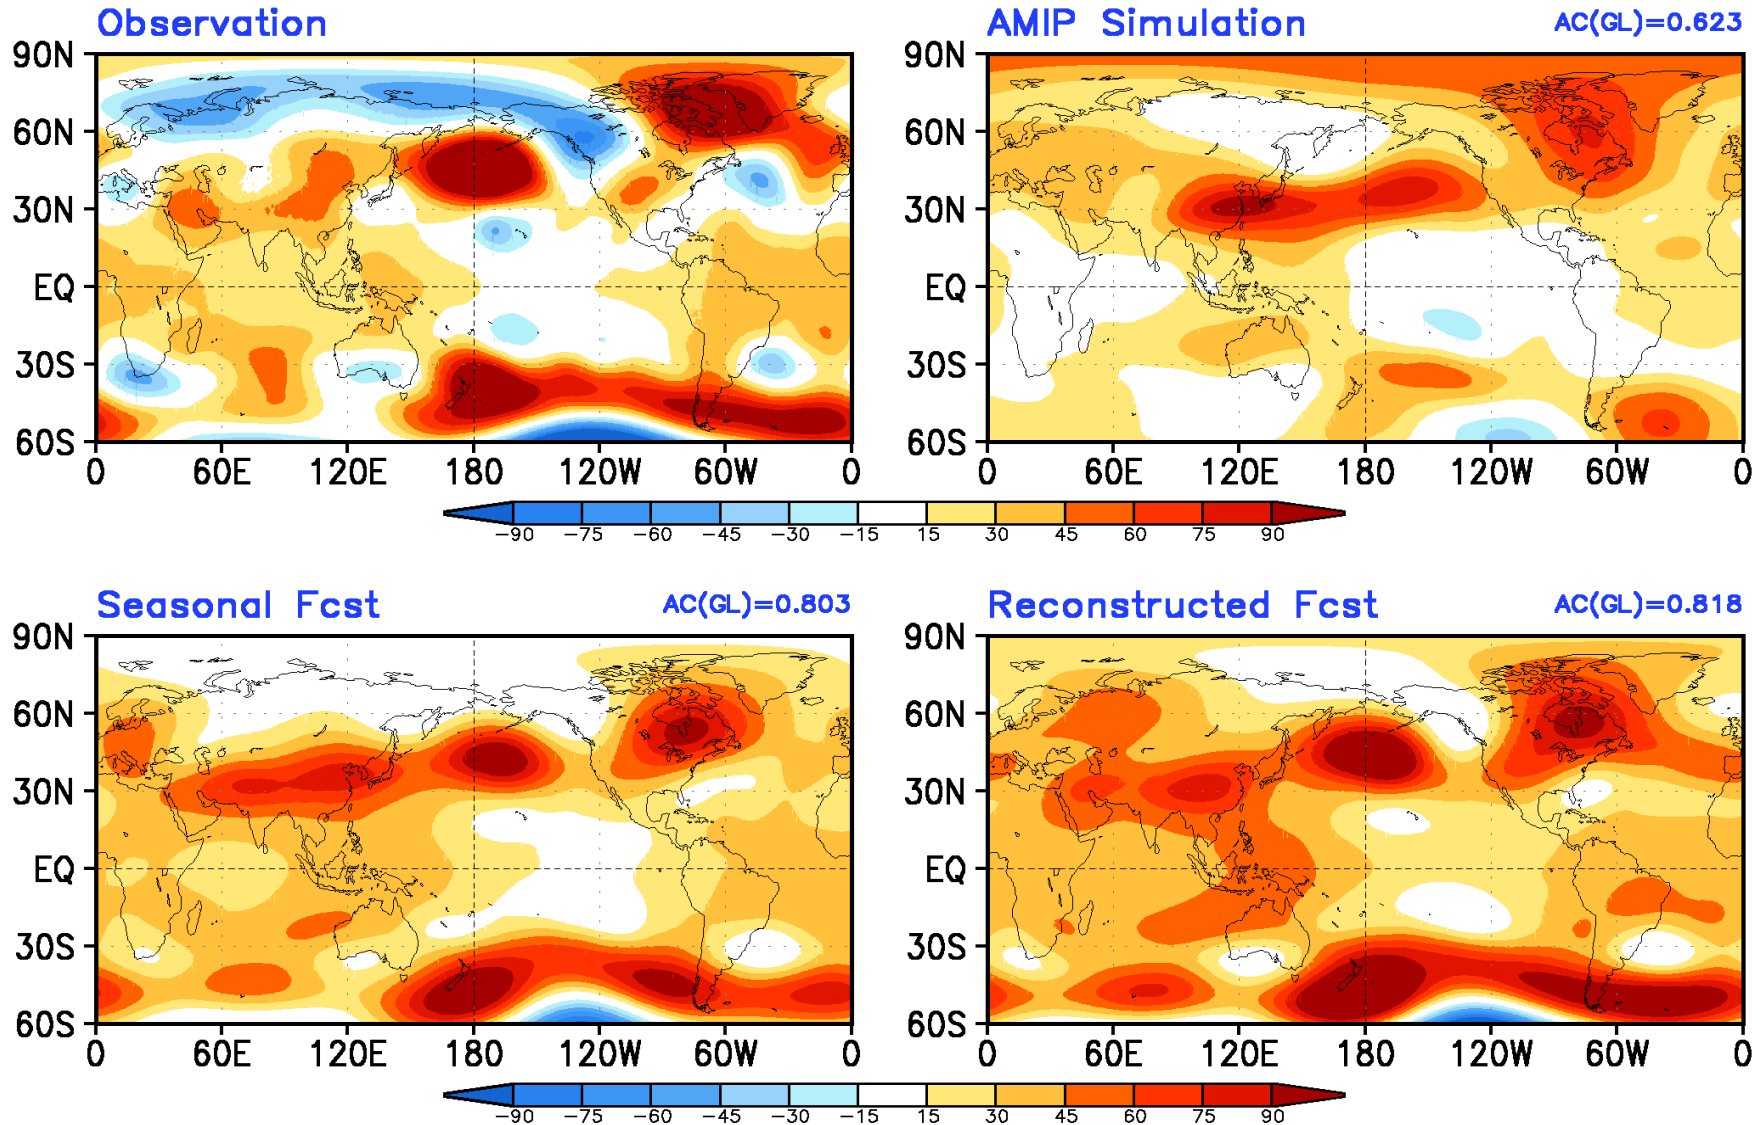 Observation
AMIP Simulation AC(GL)=0.623
90N 90N
60N 60N
30N 30N
EQ EQ
30S 30S
60S 60S
0 60E 120E 180 120W 60W 0 0 60E 120E 180 120W 60W 0
-90 -75 -60 -45 -30 -15 15 30 45 60 75 90
Seasonal Fcst AC(GL)=0.803
Reconstructed Fcst AC(GL)=0.818
90N 90N
60N 60N
30N 30N
EQ EQ
30S 30S
60S 60S
0 60E 120E 180 120W 60W 0 0 60E 120E 180 120W 60W 0
-90 -75 -60 -45 -30 -15 15 30 45 60 75 90